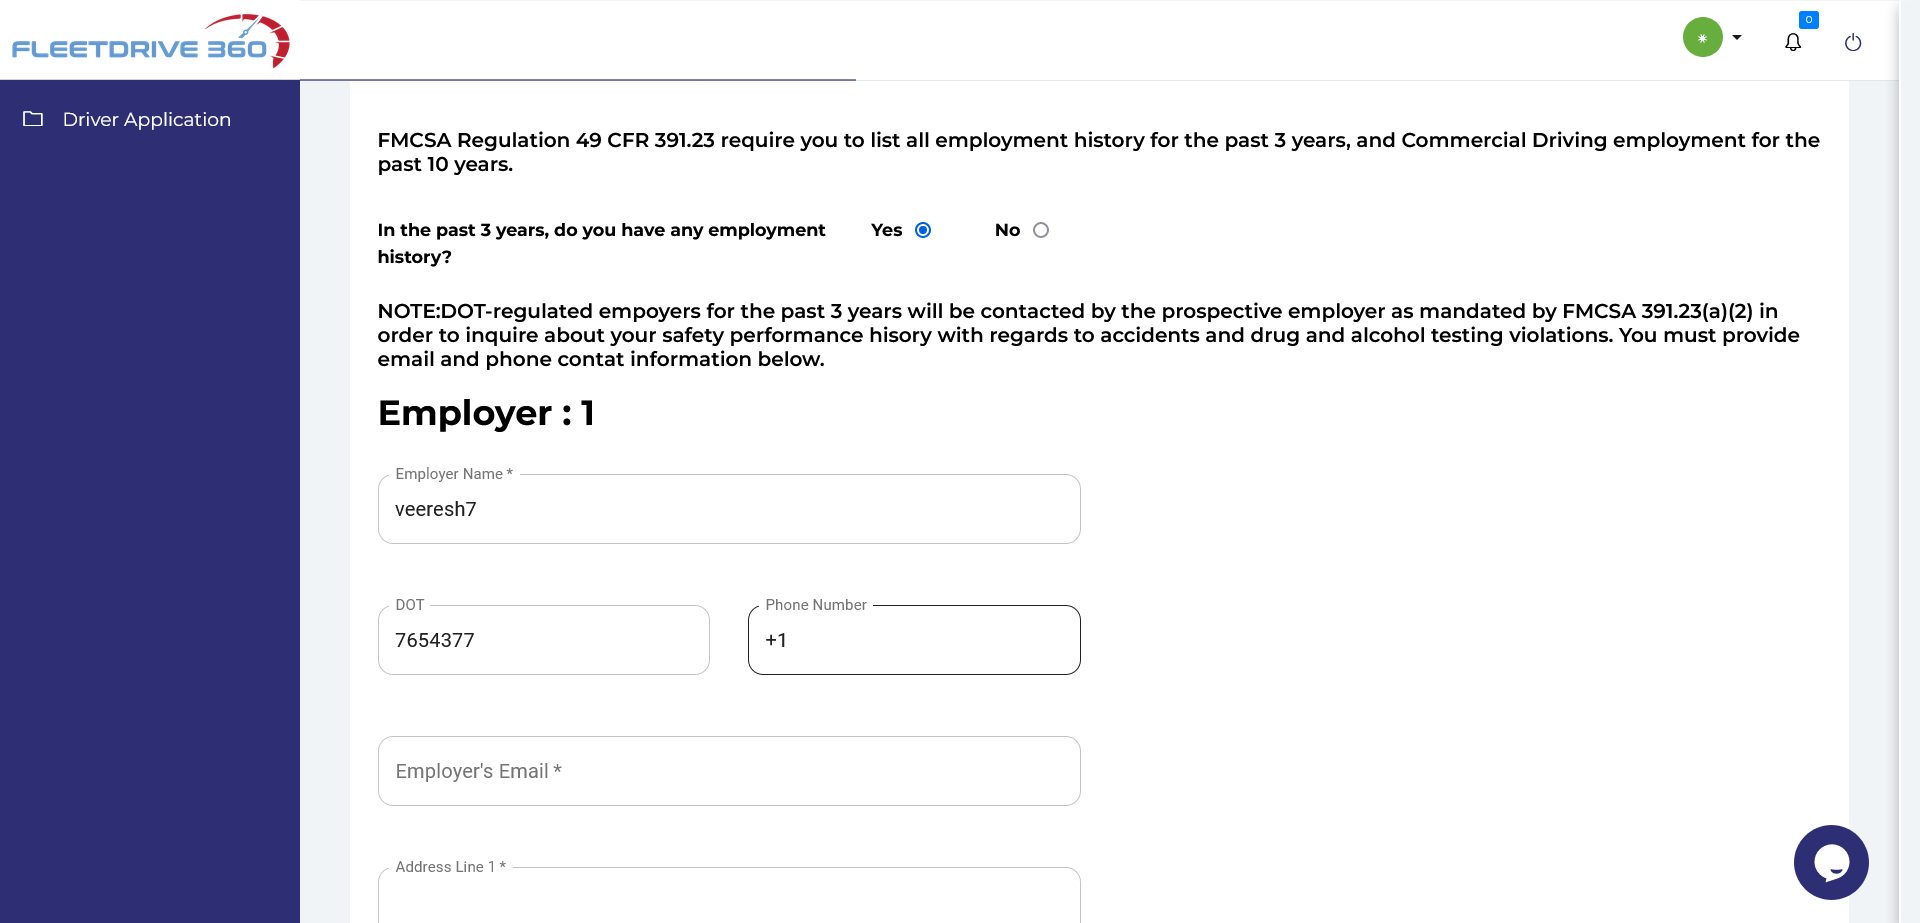 FLEETDRIVE 360
0
Driver Application
FMCSA Regulation 49 CFR 391.23 require you to list all employment history for the past 3 years, and Commercial Driving employment for the
past 10 years.
In the past 3 years, do you have any employment
history?
Yes
No
NOTE:DOT-regulated empoyers for the past 3 years will be contacted by the prospective employer as mandated by FMCSA 391.23(a)(2) in
order to inquire about your safety performance hisory with regards to accidents and drug and alcohol testing violations. You must provide
email and phone contat information below.
Employer : 1
Employer Name *
veeresh7
DOT
7654377
Phone Number
+1
Employer's Email *
Address Line 1 *